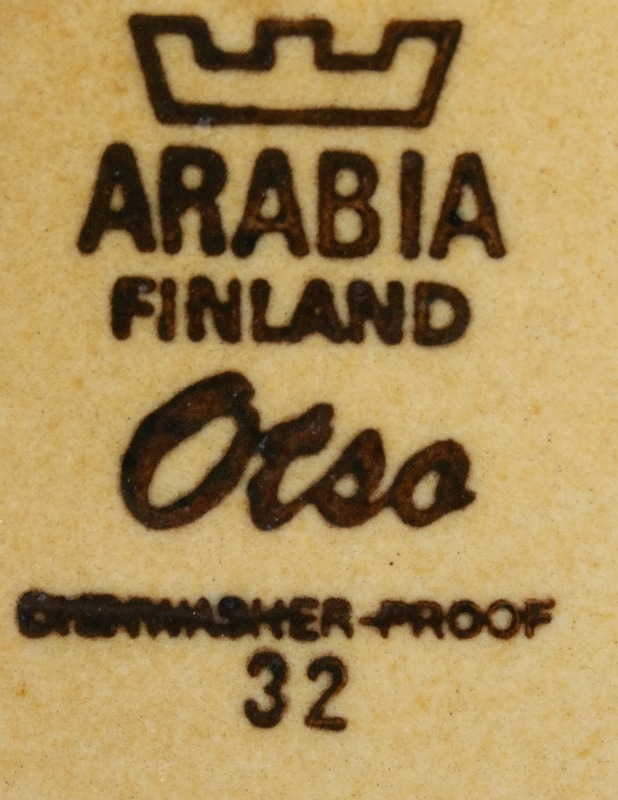 ARABIA
FINLAND
Otso
DISHWASHER-PROOF
32